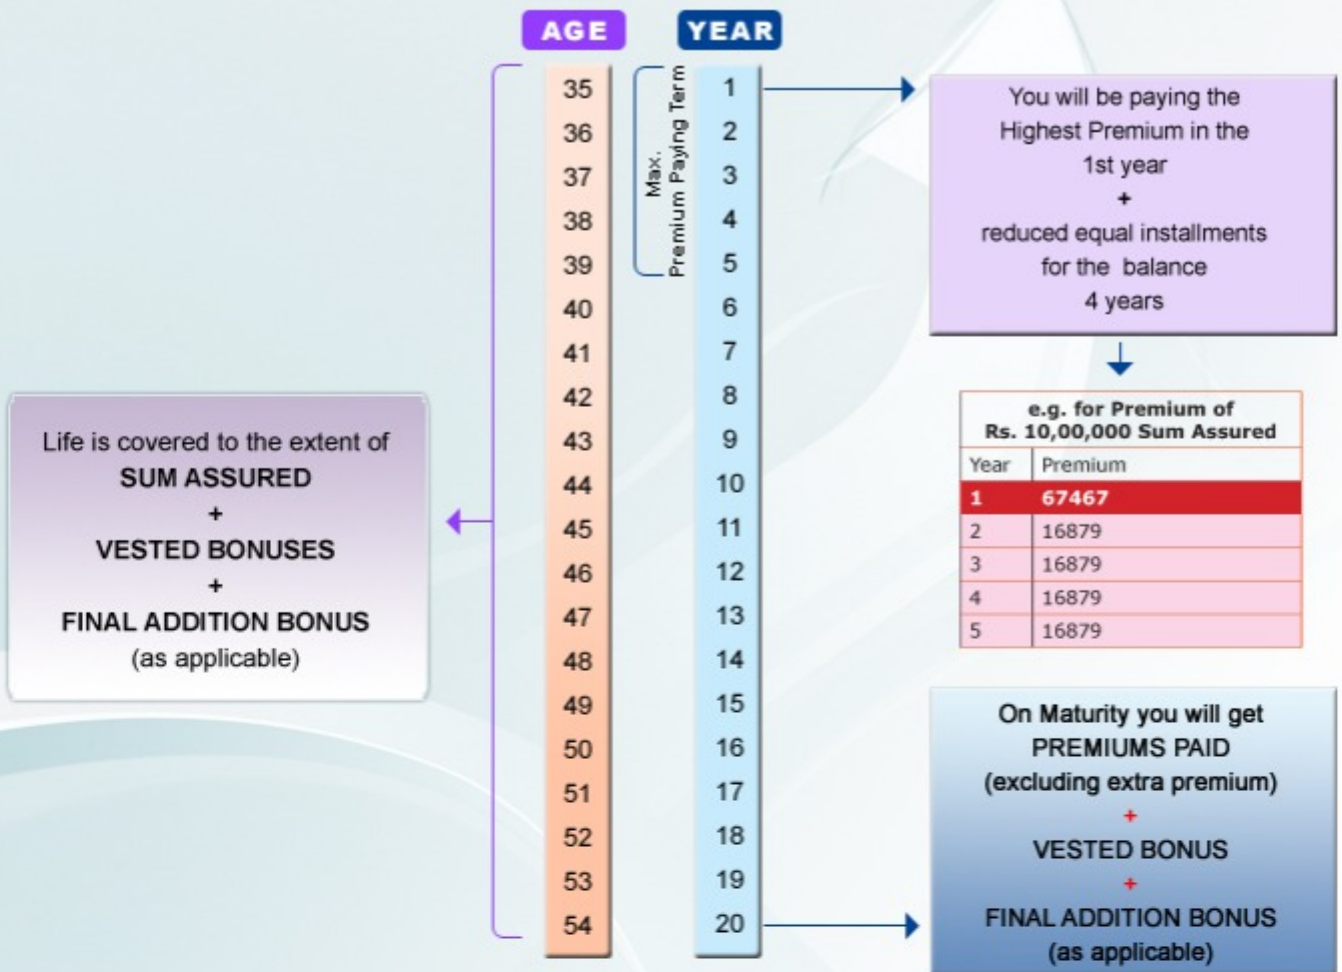 AGE
YEAR
35
36
37
38
39
40
41
42
43
44
45
46
47
48
49
50
51
52
53
54
Max.
Premium Paying Term
1
2
3
4
5
6
7
8
9
10
11
12
13
14
15
16
17
18
19
20
Life is covered to the extent of
SUM ASSURED
+
VESTED BONUSES
+
FINAL ADDITION BONUS
(as applicable)
You will be paying the
Highest Premium in the
1st year
+
reduced equal installments
for the balance
4 years
e.g. for Premium of
Rs. 10,00,000 Sum Assured
Year Premium
1 67467
2 16879
3 16879
4 16879
5 16879
On Maturity you will get
PREMIUMS PAID
(excluding extra premium)
+
VESTED BONUS
+
FINAL ADDITION BONUS
(as applicable)